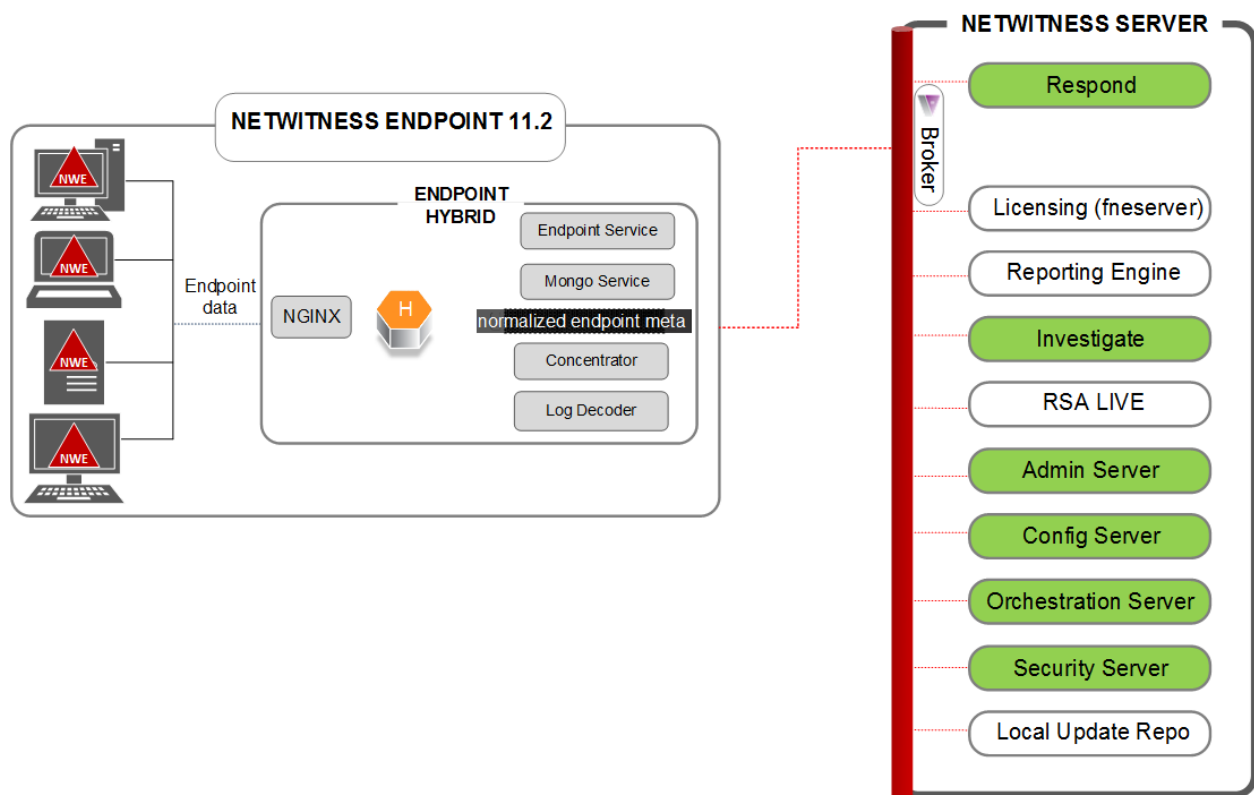 NETWITNESS SERVER
Respond
Broker
Licensing (fneserver)
Reporting Engine
Investigate
RSA LIVE
Admin Server
Config Server
Orchestration Server
Security Server
Local Update Repo
NETWITNESS ENDPOINT 11.2
NWE
NWE
NWE
NWE
Endpoint
data
ENDPOINT
HYBRID
NGINX
H
Endpoint Service
Mongo Service
normalized endpoint meta
Concentrator
Log Decoder